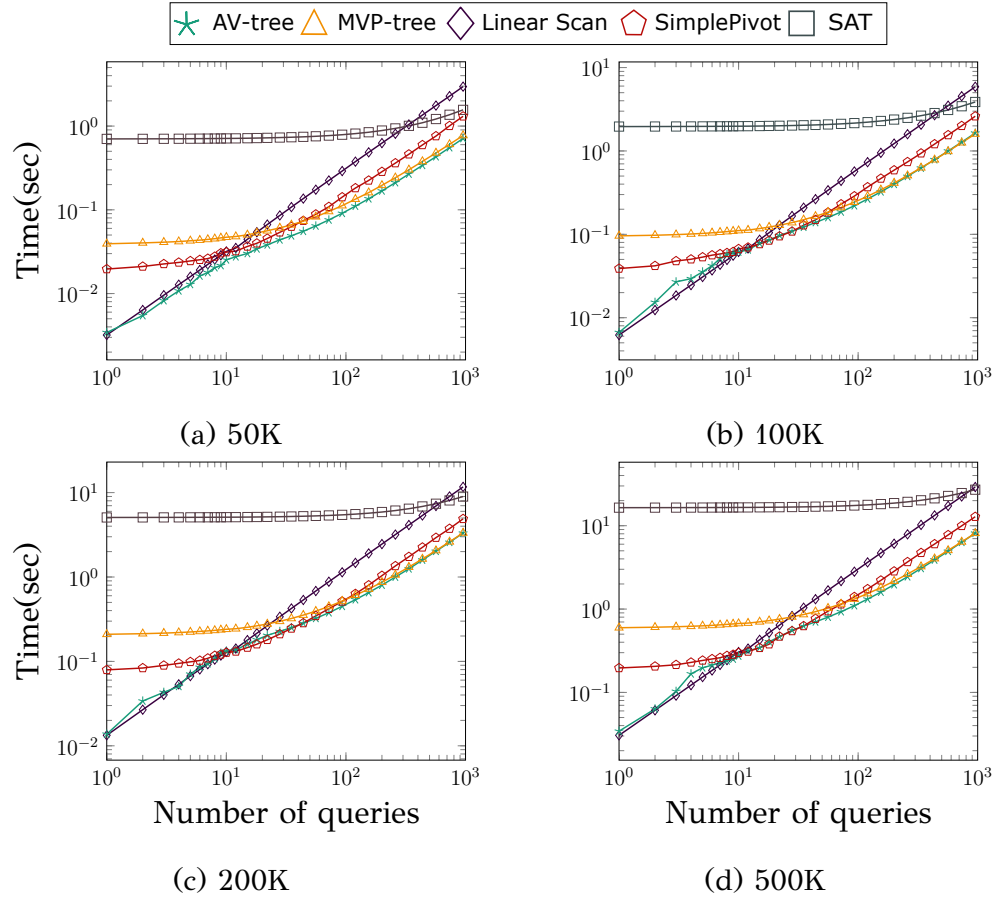 AV-tree MVP-tree Linear Scan SimplePivot SAT
Time(sec)
10^0
10^−1
10^−2
10^0 10^1 10^2 10^3
(a) 50K
10^1
10^0
10^−1
10^−2
10^0 10^1 10^2 10^3
(b) 100K
Time(sec)
10^1
10^0
10^−1
10^−2
10^0 10^1 10^2 10^3
Number of queries
(c) 200K
10^1
10^0
10^−1
10^0 10^1 10^2 10^3
Number of queries
(d) 500K